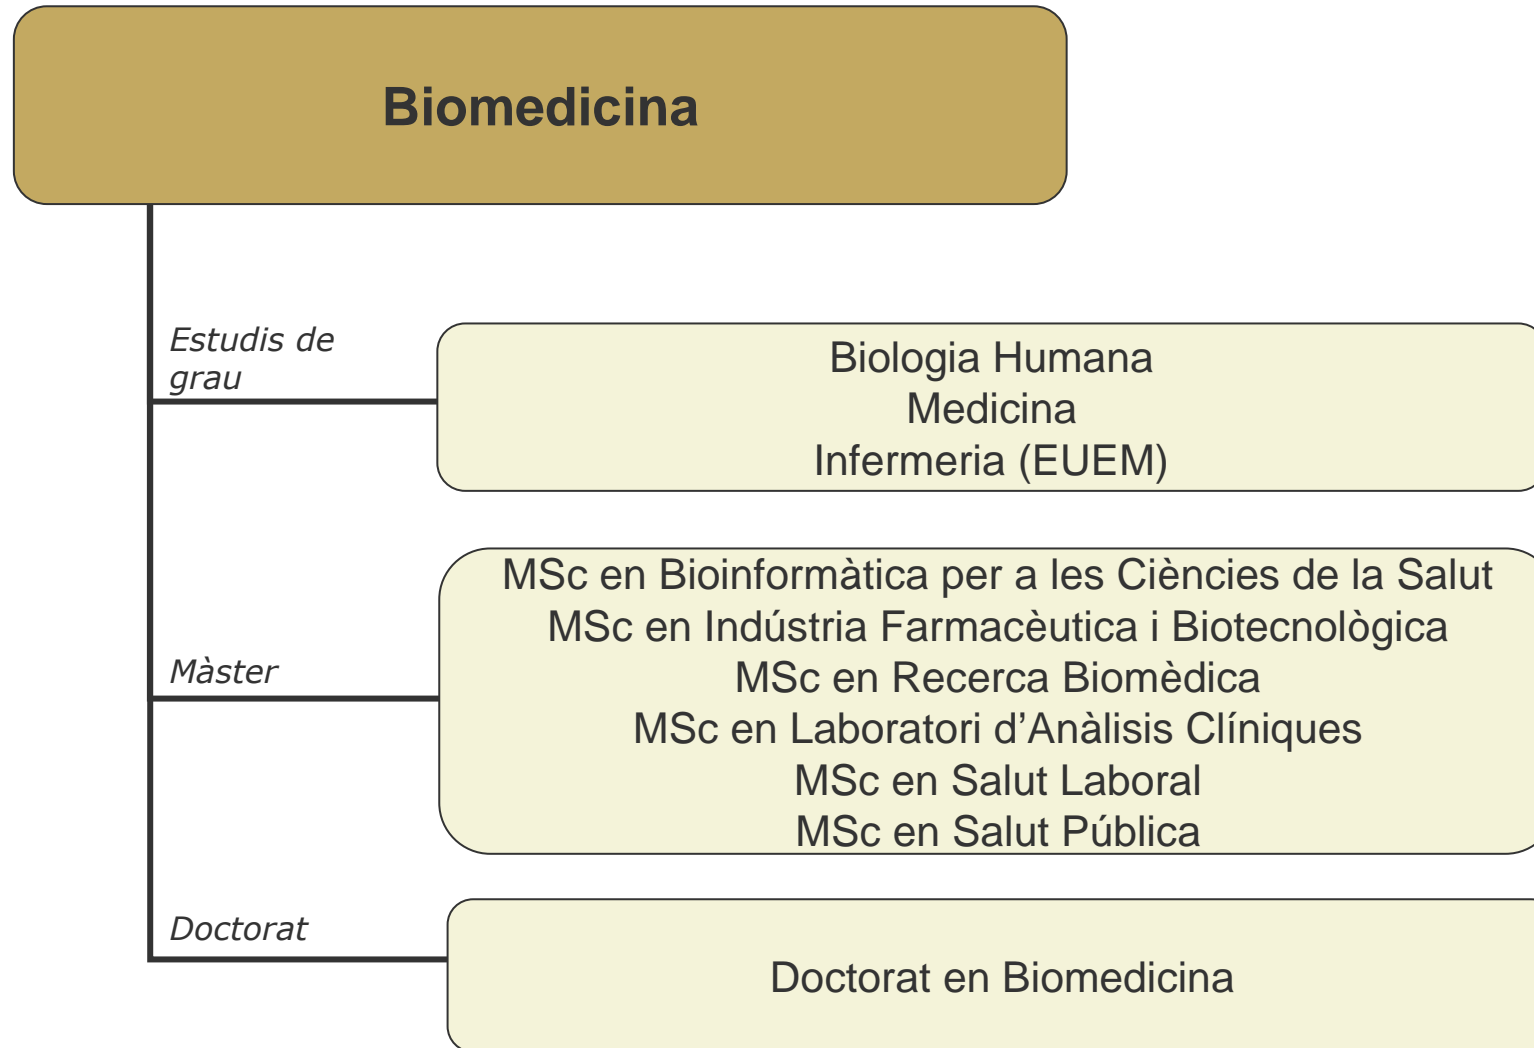 Biomedicina
Estudis de
grau
Biologia Humana
Medicina
Infermeria (EUEM)
Màster
MSc en Bioinformàtica per a les Ciències de la Salut
MSc en Indústria Farmacèutica i Biotecnològica
MSc en Recerca Biomèdica
MSc en Laboratori d’Anàlisis Clíniques
MSc en Salut Laboral
MSc en Salut Pública
Doctorat
Doctorat en Biomedicina